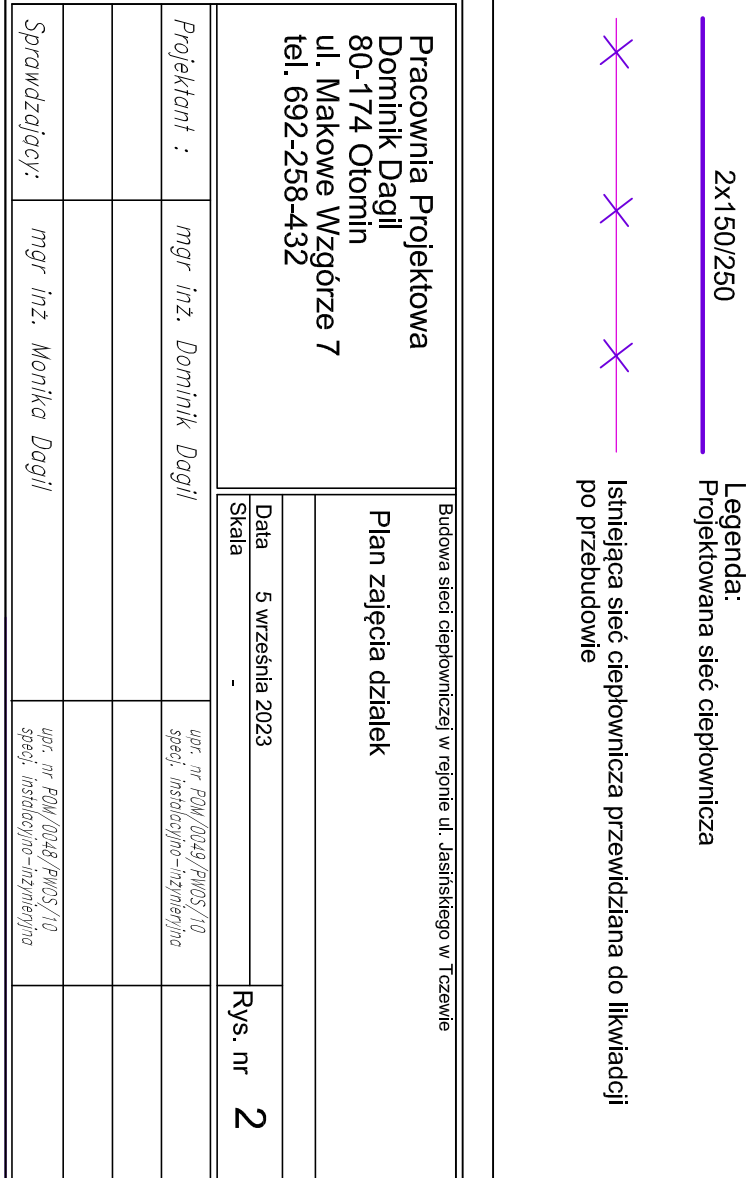 Legenda:
2x150/250
Projektowana sieć ciepłownicza
Istniejąca sieć ciepłownicza przewidziana do likwiadcji
po przebudowie
Pracownia Projektowa
Dominik Dagil
80-174 Otomin
ul. Makowe Wzgórze 7
tel. 692-258-432
Budowa sieci ciepłowniczej w rejonie ul. Jasińskiego w Tczewie
Plan zajęcia dzialek
Data 5 września 2023
Skala -
Rys. nr 2
Projektant : mgr inż. Dominik Dagil
upr. nr POM/0049/PWOS/10
specj. instalacyjno-inżynieryjna
Sprawdzający: mgr inż. Monika Dagil
upr. nr POM/0048/PWOS/10
specj. instalacyjno-inżynieryjna